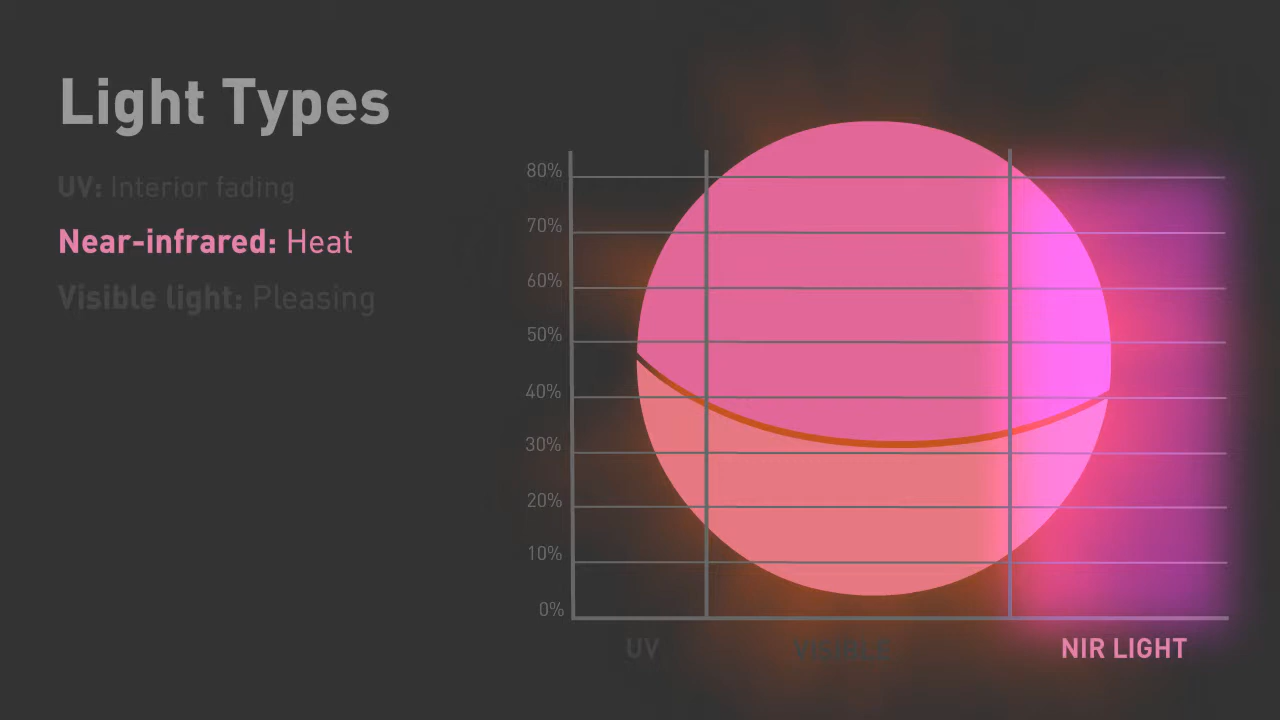 Light Types
UV: Interior fading
Near-infrared: Heat
Visible light: Pleasing
80%
70%
60%
50%
40%
30%
20%
10%
0%
UV
VISIBLE
NIR LIGHT